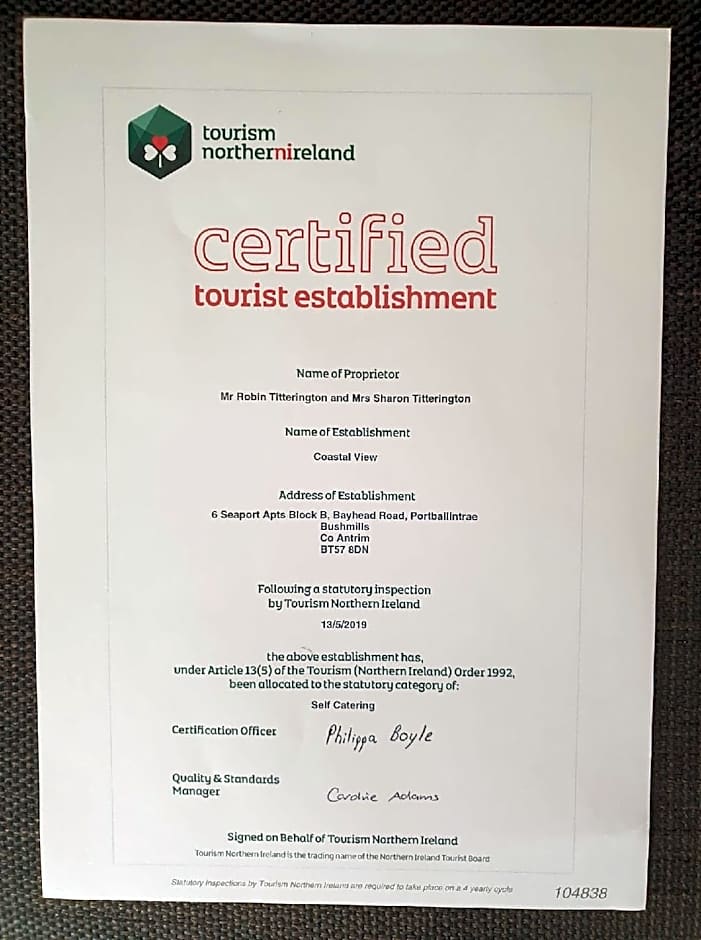 tourism
northernireland
certified
tourist establishment
Name of Proprietor
Mr Robin Titterington and Mrs Sharon Titterington
Name of Establishment
Coastal View
Address of Establishment
6 Seaport Apts Block B, Bayhead Road, Portballintrae
Bushmills
Co Antrim
BT57 8DN
Following a statutory inspection
by Tourism Northern Ireland
13/5/2019
the above establishment has,
under Article 13(5) of the Tourism (Northern Ireland) Order 1992,
been allocated to the statutory category of:
Self Catering
Certification Officer
Philippa Boyle
Quality & Standards
Manager
Adams
Signed on Behalf of Tourism Northern Ireland
Tourism Northern Ireland is the trading name of the Northern Ireland Tourist Board
Statutory Inspections by Tourism Northern Ireland are required to take place on a 4 yearly cycle
104838